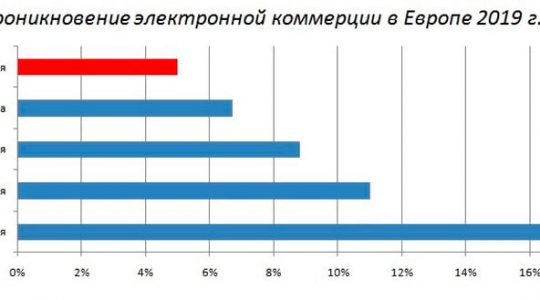 роникновение электронной коммерции в Европе 2019 г.
я
а
я
я
я
0% 2% 4% 6% 8% 10% 12% 14% 16%